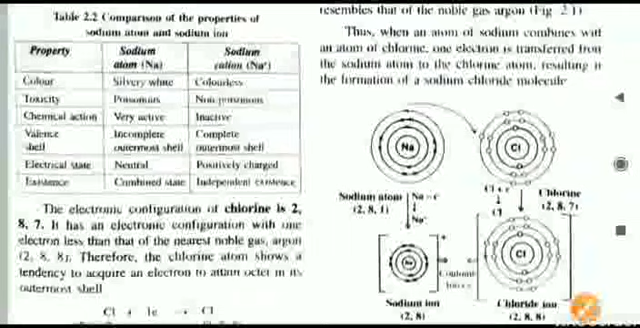 Table 2.2 Comparison of the properties of
sodium atom and sodium ion
Property Sodium atom (Na) Sodium cation (Na⁺)
Colour Silvery white Colourless
Toxicity Poisonous Non poisonous
Chemical action Very active Inactive
Valence shell Incomplete outermost shell Complete outermost shell
Electrical state Neutral Positively charged
Existence Combined state Independent existence
The electronic configuration of chlorine is 2,
8, 7. It has an electronic configuration with one
electron less than that of the nearest noble gas, argon
(2, 8, 8). Therefore, the chlorine atom shows a
tendency to acquire an electron to attain octet in its
outermost shell
Cl + 1e → Cl
resembles that of the noble gas argon (Fig 2.1)
Thus, when an atom of sodium combines with
an atom of chlorine, one electron is transferred from
the sodium atom to the chlorine atom, resulting in
the formation of a sodium chloride molecule
Na
Cl
Sodium atom
(2, 8, 1)
Na - e
↓
Na⁺
Cl + e
↓
Cl
Chlorine
(2, 8, 7)
Na
+
Cl
Coulomb
forces
Sodium ion
(2, 8)
Chloride ion
(2, 8, 8)